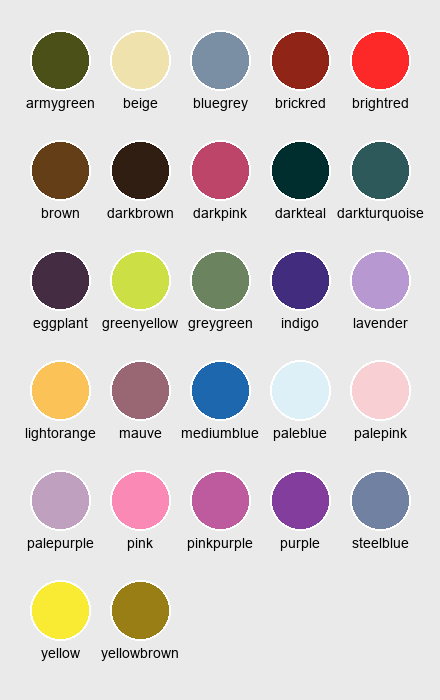 armygreen beige bluegrey brickred brightred
brown darkbrown darkpink darkteal darkturquoise
eggplant greenyellow greygreen indigo lavender
lightorange mauve mediumblue paleblue palepink
palepurple pink pinkpurple purple steelblue
yellow yellowbrown